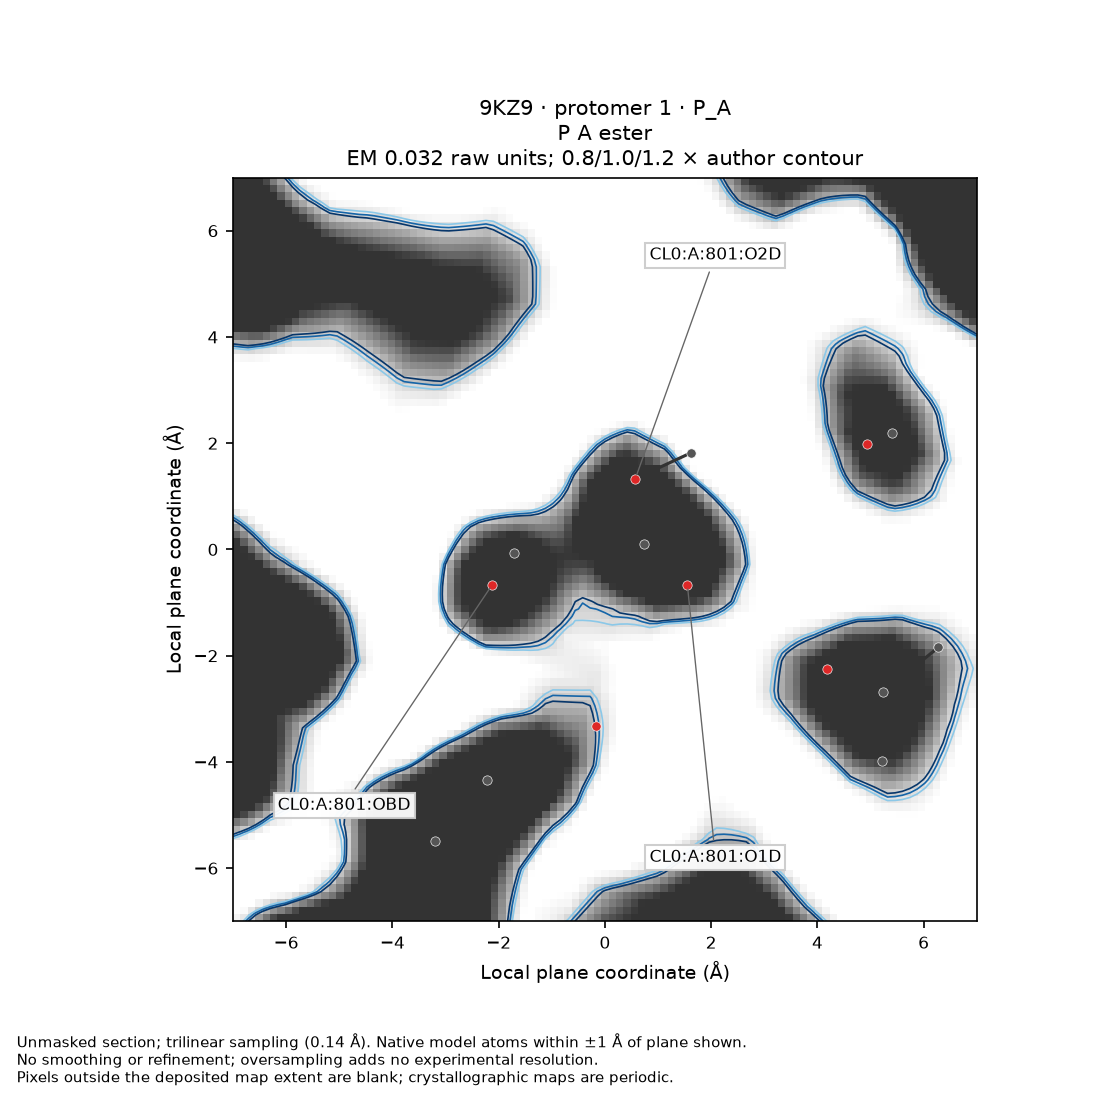 9KZ9 · protomer 1 · P_A
P A ester
EM 0.032 raw units; 0.8/1.0/1.2 × author contour
CL0:A:801:O2D
CL0:A:801:OBD
CL0:A:801:O1D
Local plane coordinate (Å)
6
4
2
0
−2
−4
−6
−6
−4
−2
0
2
4
6
Local plane coordinate (Å)
Unmasked section; trilinear sampling (0.14 Å). Native model atoms within ±1 Å of plane shown.
No smoothing or refinement; oversampling adds no experimental resolution.
Pixels outside the deposited map extent are blank; crystallographic maps are periodic.